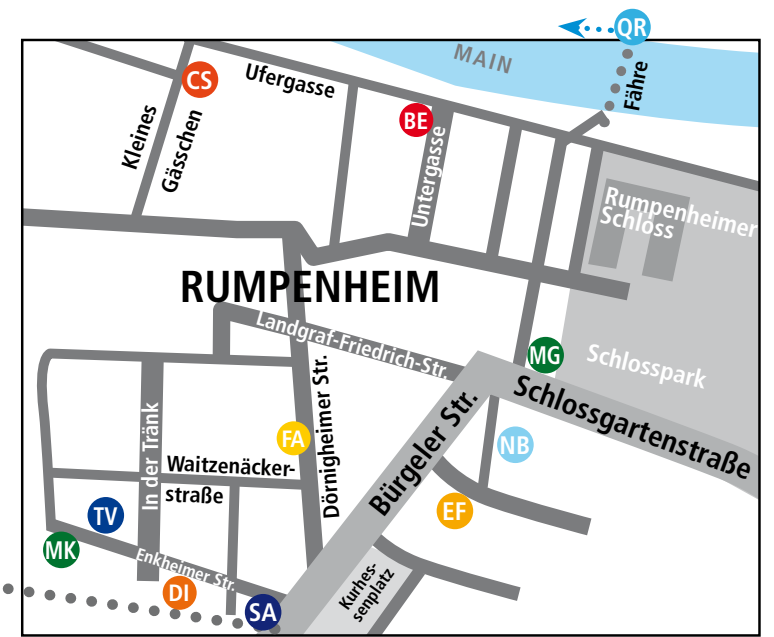 QR
MAIN
Fähre
CS
Ufergasse
BE
Kleines
Gässchen
Untergasse
Rumpenheimer
Schloss
RUMPENHEIM
Landgraf-Friedrich-Str.
MG
Schlosspark
Schlossgartenstraße
In der Tränk
FA
Dörnigheimer Str.
Bürgeler Str.
NB
Waitzenäcker-
straße
TV
EF
MK
Enkheimer Str.
DI
SA
Kurhes-
senplatz